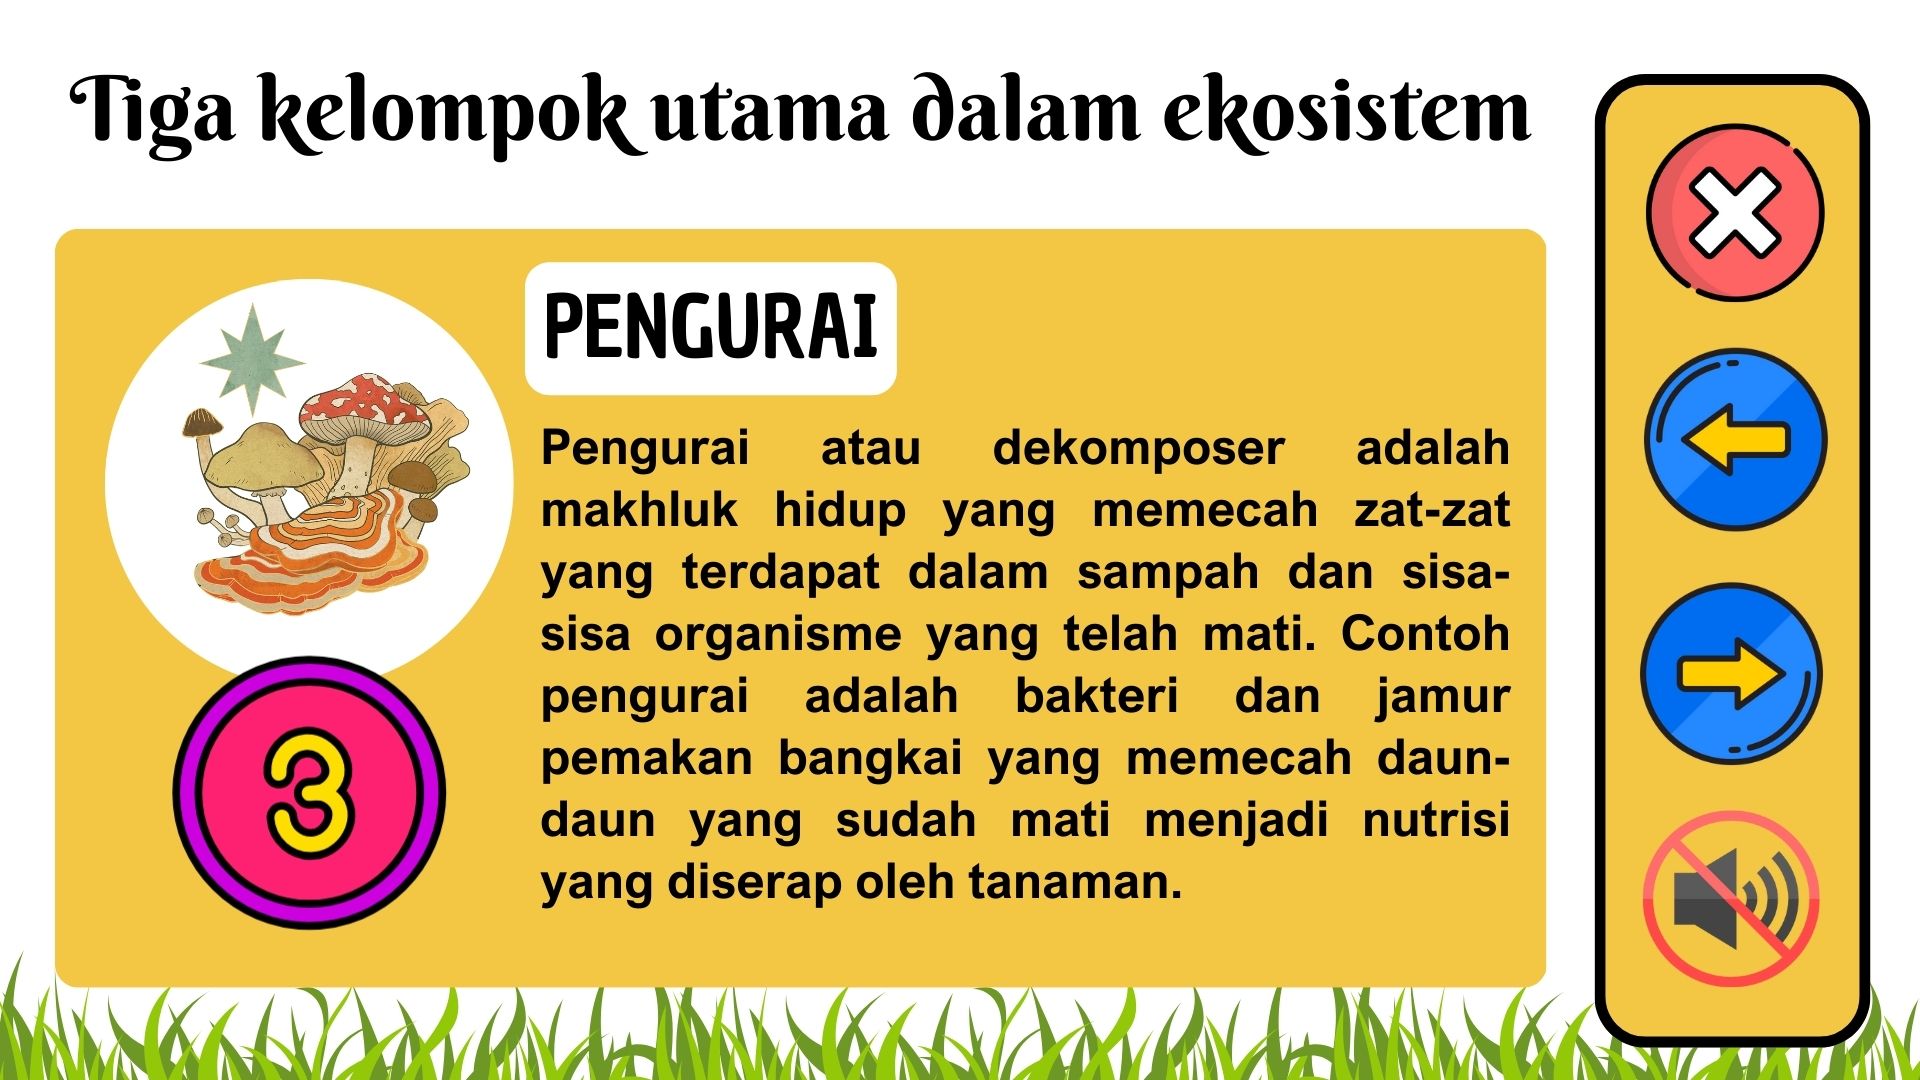 Tiga kelompok utama dalam ekosistem
PENGURAI
Pengurai atau dekomposer adalah
makhluk hidup yang memecah zat-zat
yang terdapat dalam sampah dan sisa-
sisa organisme yang telah mati. Contoh
pengurai adalah bakteri dan jamur
pemakan bangkai yang memecah daun-
daun yang sudah mati menjadi nutrisi
yang diserap oleh tanaman.
3